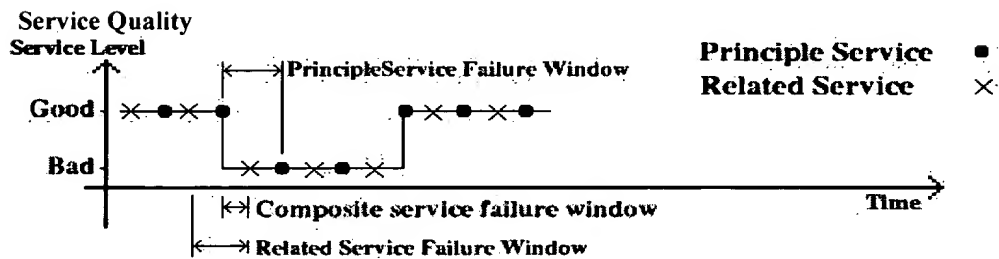 Service Quality
Service Level
PrincipleService Failure Window
Principle Service
Related Service
Good
Bad
Time
Composite service failure window
Related Service Failure Window